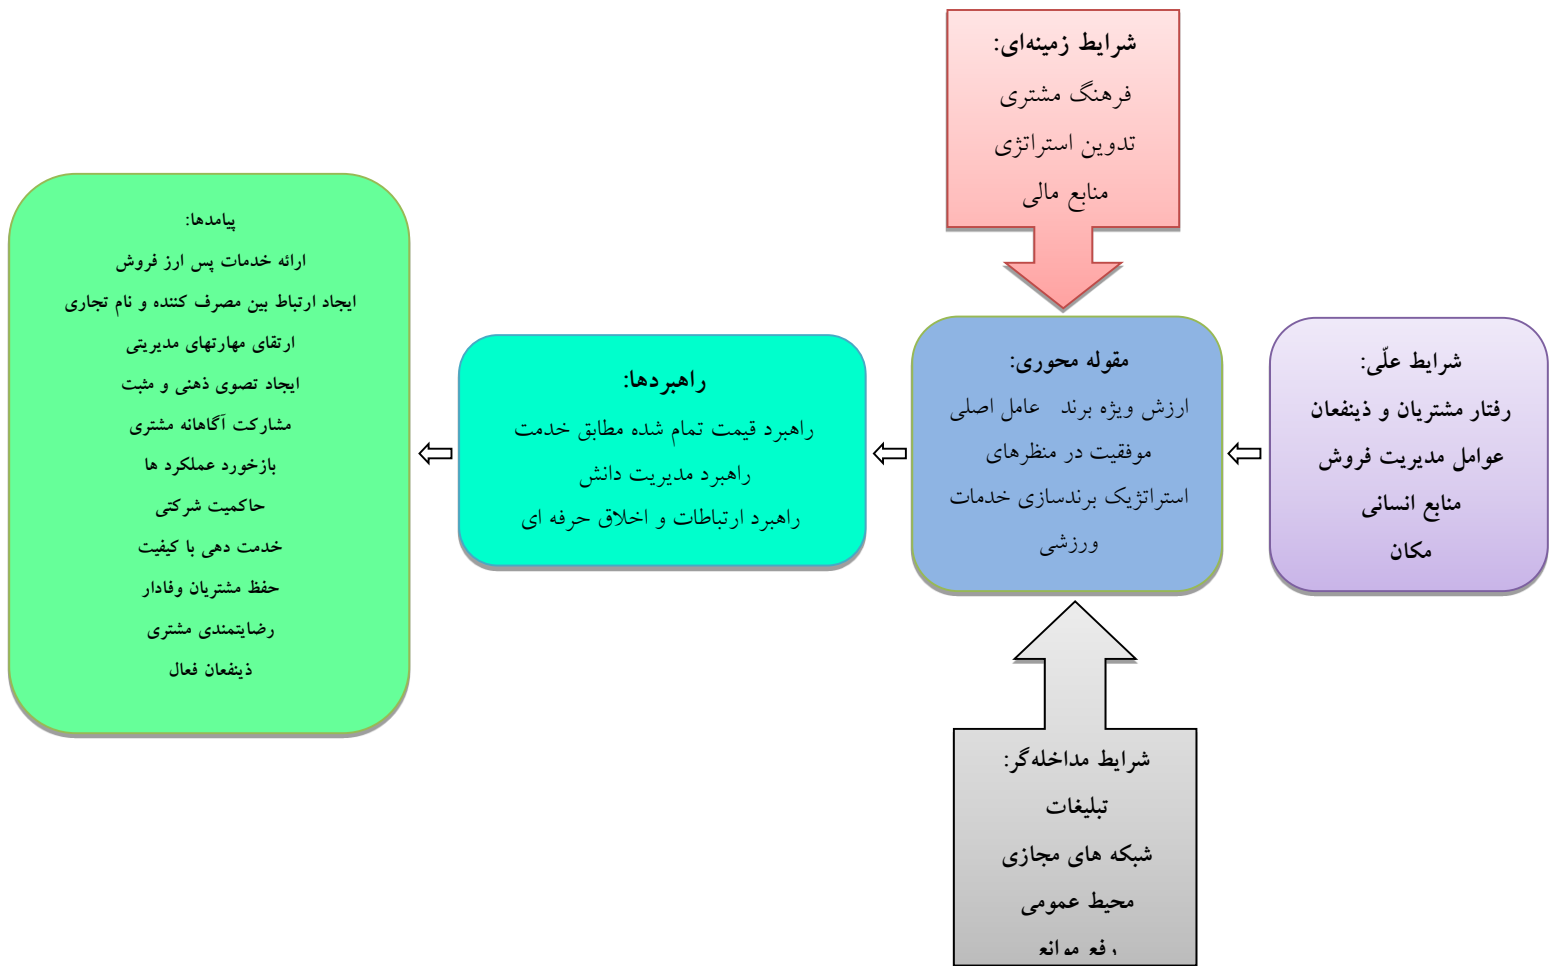 شرایط زمینه‌ای:
فرهنگ مشتری
تدوین استراتژی
منابع مالی
شرایط علّی:
رفتار مشتریان و ذینفعان
عوامل مدیریت فروش
منابع انسانی
مکان
مقوله محوری:
ارزش ویژه برند عامل اصلی
موفقیت در منظرهای
استراتژیک برندسازی خدمات
ورزشی
راهبردها:
راهبرد قیمت تمام شده مطابق خدمت
راهبرد مدیریت دانش
راهبرد ارتباطات و اخلاق حرفه ای
پیامدها:
ارائه خدمات پس ارز فروش
ایجاد ارتباط بین مصرف کننده و نام تجاری
ارتقای مهارتهای مدیریتی
ایجاد تصوی ذهنی و مثبت
مشارکت آگاهانه مشتری
بازخورد عملکرد ها
حاکمیت شرکتی
خدمت دهی با کیفیت
حفظ مشتریان وفادار
رضایتمندی مشتری
ذینفعان فعال
شرایط مداخله‌گر:
تبلیغات
شبکه های مجازی
محیط عمومی
رفع موانع